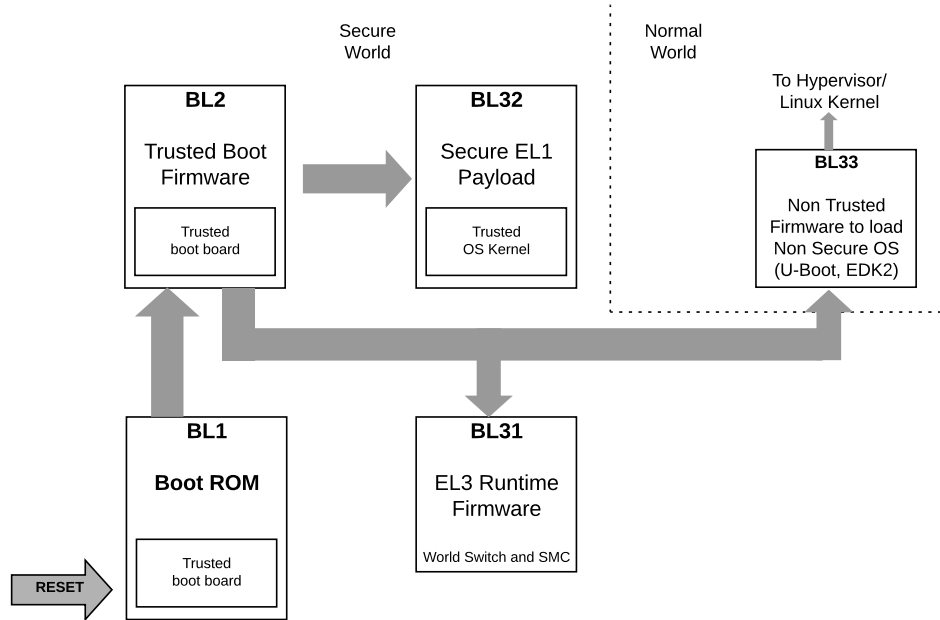 Secure
World
Normal
World
To Hypervisor/
Linux Kernel
BL2
Trusted Boot
Firmware
Trusted
boot board
BL32
Secure EL1
Payload
Trusted
OS Kernel
BL33
Non Trusted
Firmware to load
Non Secure OS
(U-Boot, EDK2)
BL1
Boot ROM
Trusted
boot board
BL31
EL3 Runtime
Firmware
World Switch and SMC
RESET